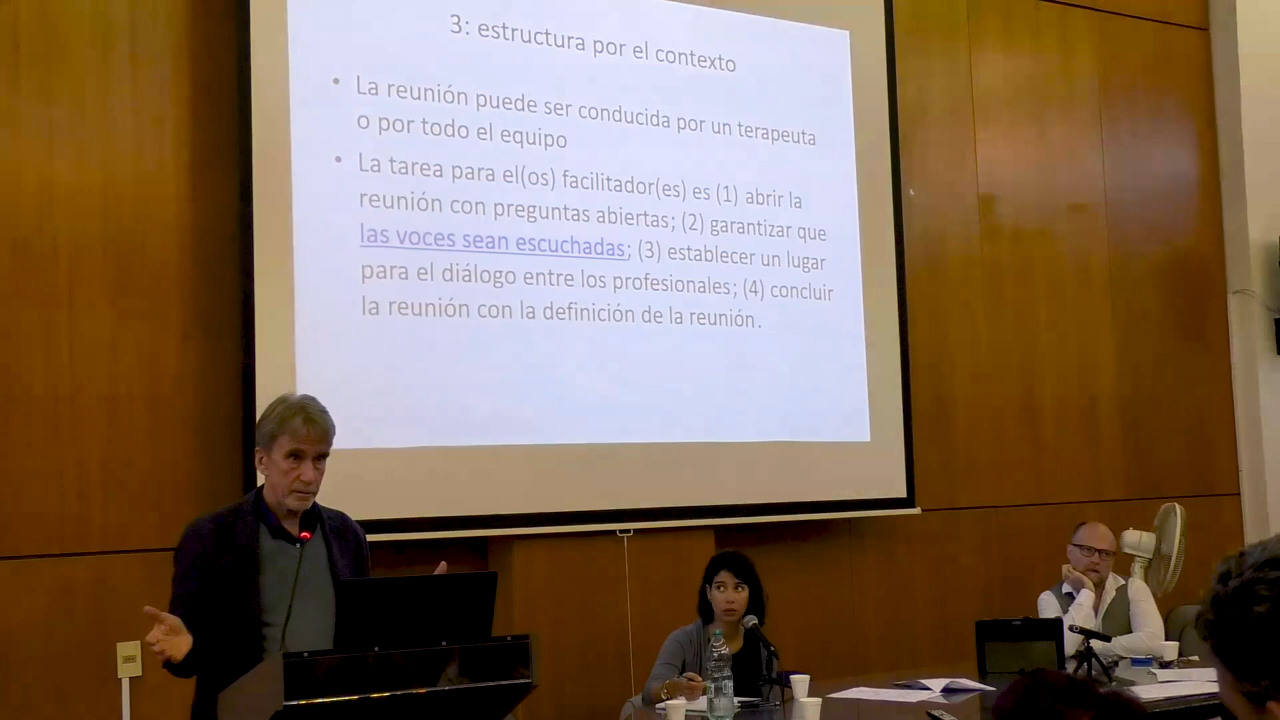 3: estructura por el contexto
• La reunión puede ser conducida por un terapeuta
o por todo el equipo
• La tarea para el(os) facilitador(es) es (1) abrir la
reunión con preguntas abiertas; (2) garantizar que
las voces sean escuchadas; (3) establecer un lugar
para el diálogo entre los profesionales; (4) concluir
la reunión con la definición de la reunión.